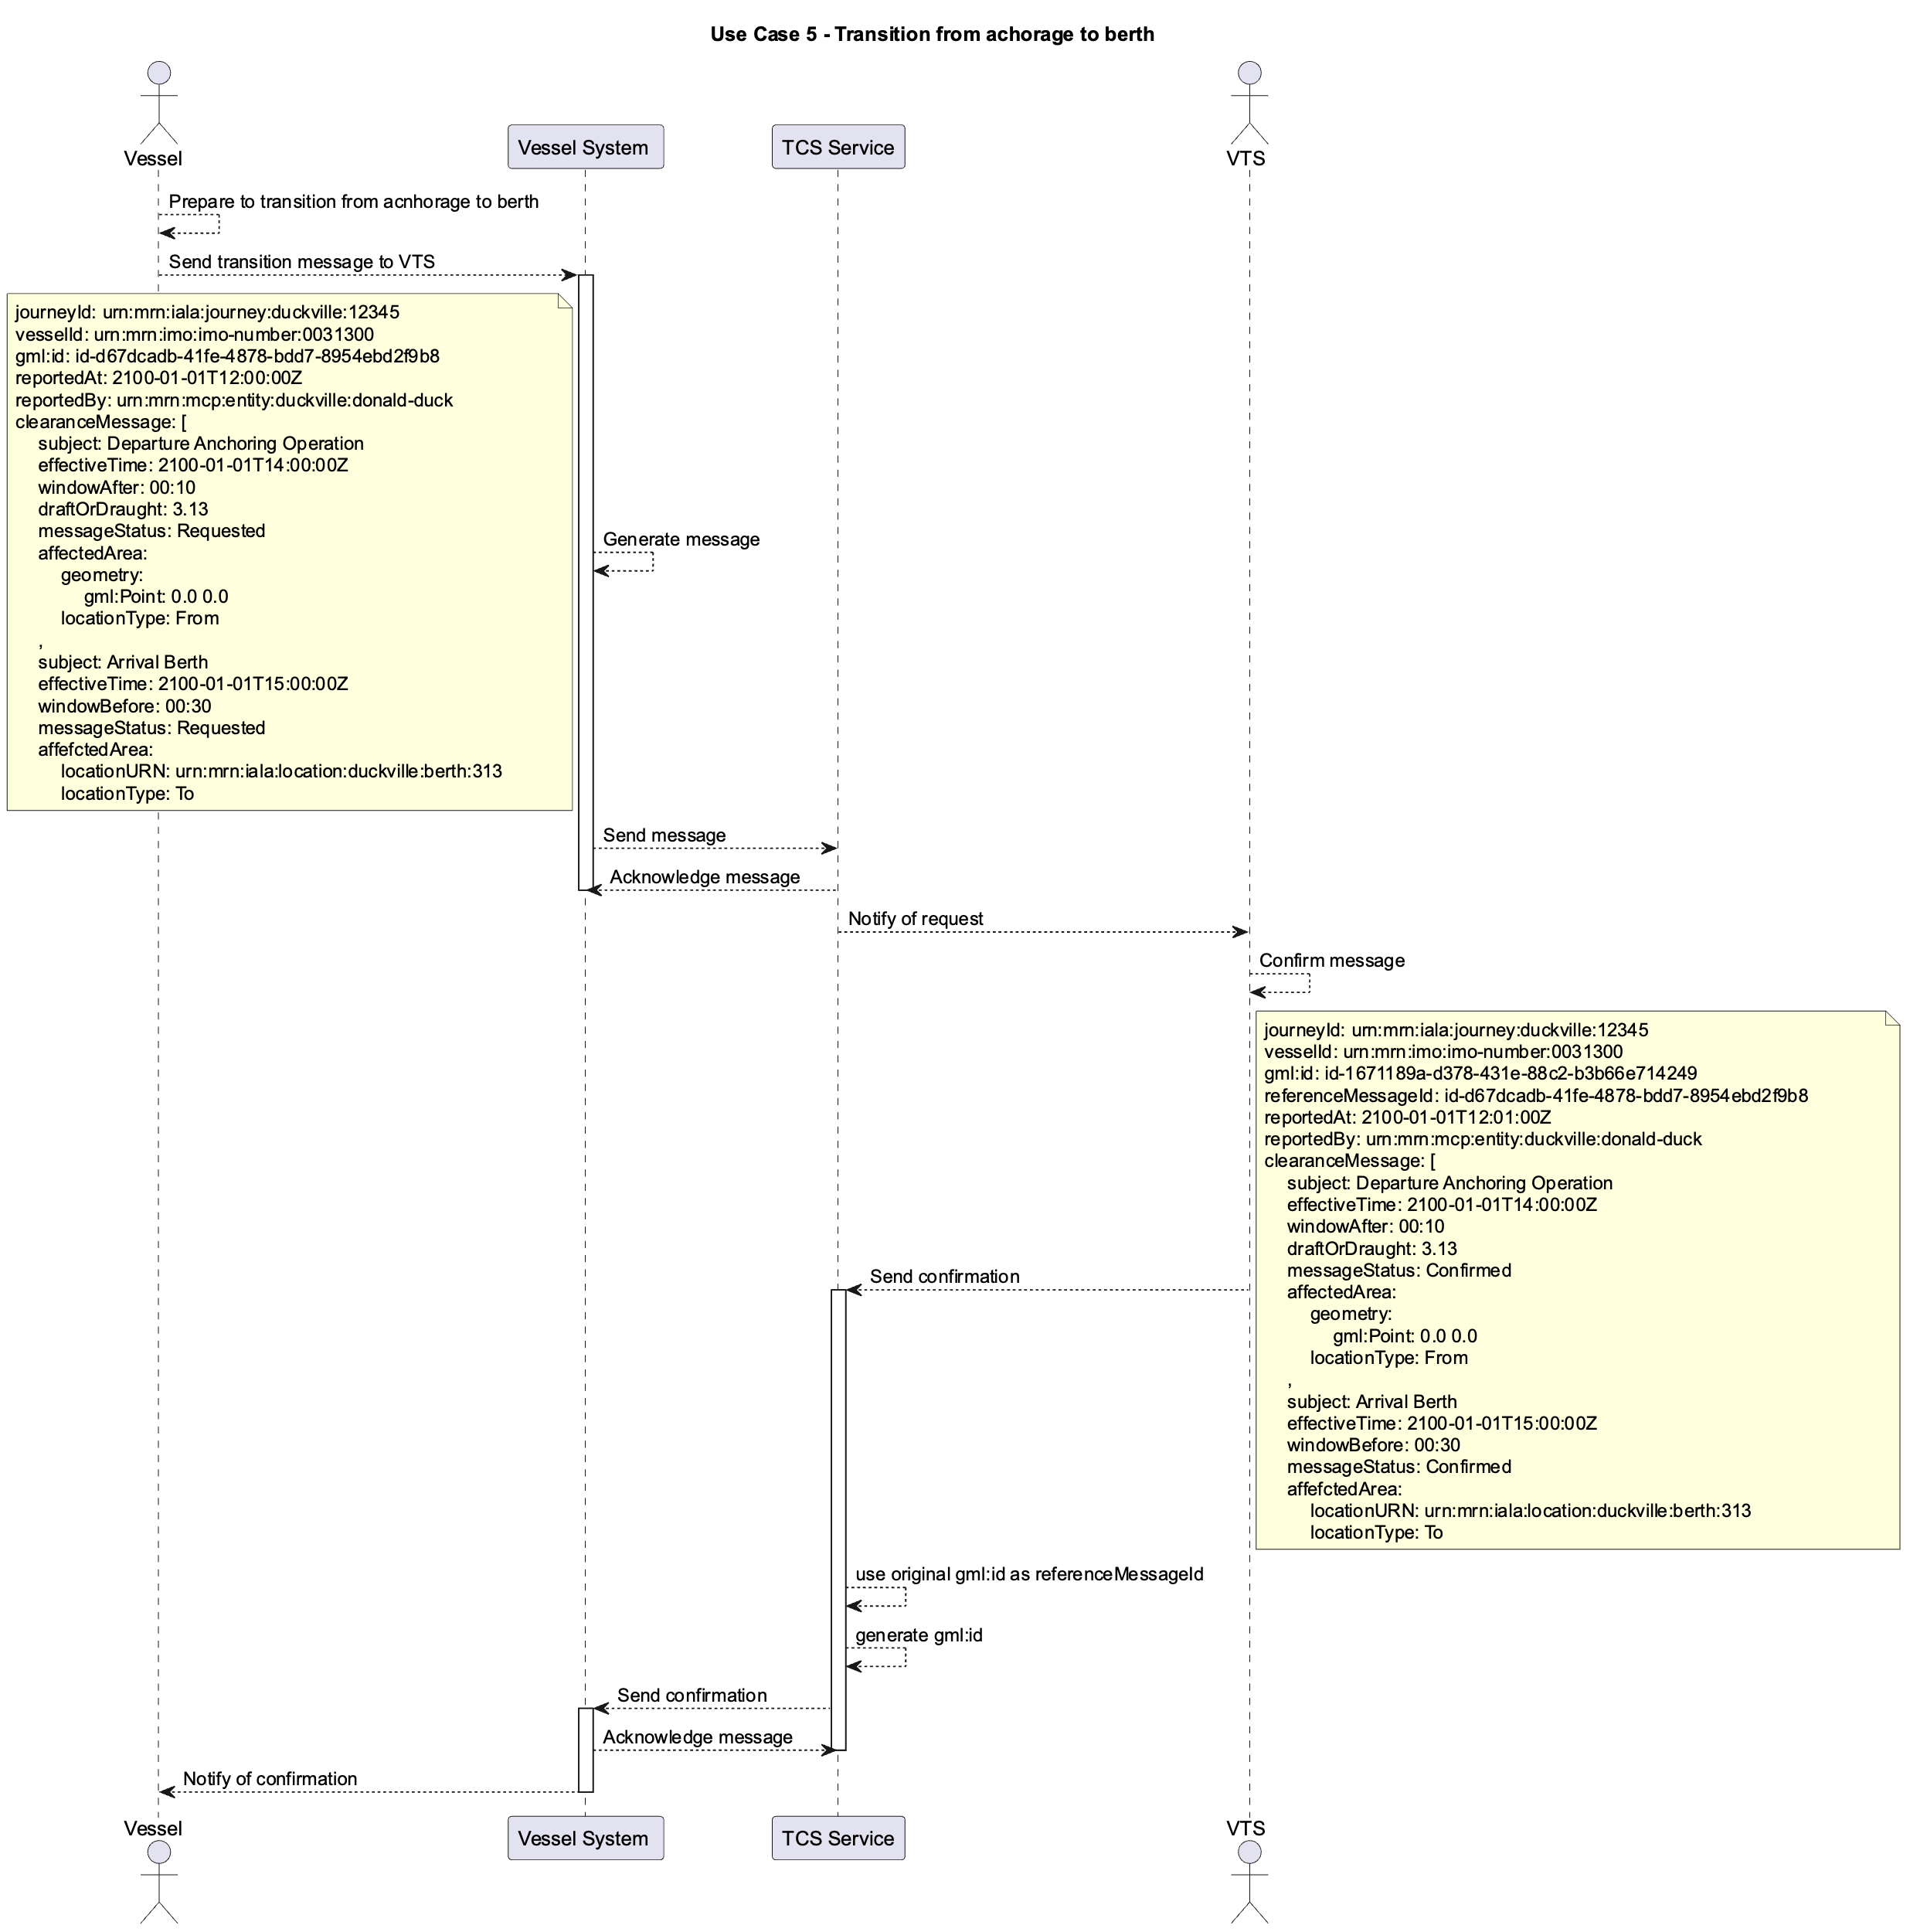 Use Case 5 - Transition from achorage to berth
Vessel
Vessel System
TCS Service
VTS
Prepare to transition from acnhorage to berth
Send transition message to VTS
journeyId: urn:mrn:iala:journey:duckville:12345
vesselId: urn:mrn:imo:imo-number:0031300
gml:id: id-d67dcadb-41fe-4878-bdd7-8954ebd2f9b8
reportedAt: 2100-01-01T12:00:00Z
reportedBy: urn:mrn:mcp:entity:duckville:donald-duck
clearanceMessage: [
subject: Departure Anchoring Operation
effectiveTime: 2100-01-01T14:00:00Z
windowAfter: 00:10
draftOrDraught: 3.13
messageStatus: Requested
affectedArea:
geometry:
gml:Point: 0.0 0.0
locationType: From
,
subject: Arrival Berth
effectiveTime: 2100-01-01T15:00:00Z
windowBefore: 00:30
messageStatus: Requested
affefctedArea:
locationURN: urn:mrn:iala:location:duckville:berth:313
locationType: To
Generate message
Send message
Acknowledge message
Notify of request
Confirm message
journeyId: urn:mrn:iala:journey:duckville:12345
vesselId: urn:mrn:imo:imo-number:0031300
gml:id: id-1671189a-d378-431e-88c2-b3b66e714249
referenceMessageId: id-d67dcadb-41fe-4878-bdd7-8954ebd2f9b8
reportedAt: 2100-01-01T12:01:00Z
reportedBy: urn:mrn:mcp:entity:duckville:donald-duck
clearanceMessage: [
subject: Departure Anchoring Operation
effectiveTime: 2100-01-01T14:00:00Z
windowAfter: 00:10
draftOrDraught: 3.13
messageStatus: Confirmed
affectedArea:
geometry:
gml:Point: 0.0 0.0
locationType: From
,
subject: Arrival Berth
effectiveTime: 2100-01-01T15:00:00Z
windowBefore: 00:30
messageStatus: Confirmed
affefctedArea:
locationURN: urn:mrn:iala:location:duckville:berth:313
locationType: To
Send confirmation
use original gml:id as referenceMessageId
generate gml:id
Send confirmation
Acknowledge message
Notify of confirmation
Vessel
Vessel System
TCS Service
VTS